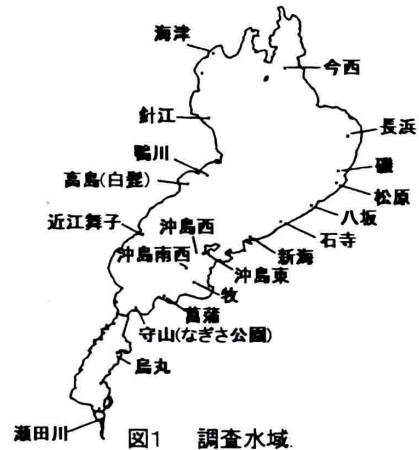 海津
今西
針江
長浜
鴨川
磯
高島(白髭)
松原
八坂
近江舞子
沖島西
石寺
新海
沖島南西
沖島東
牧
菖蒲
守山(なぎさ公園)
烏丸
瀬田川
図1 調査水域.